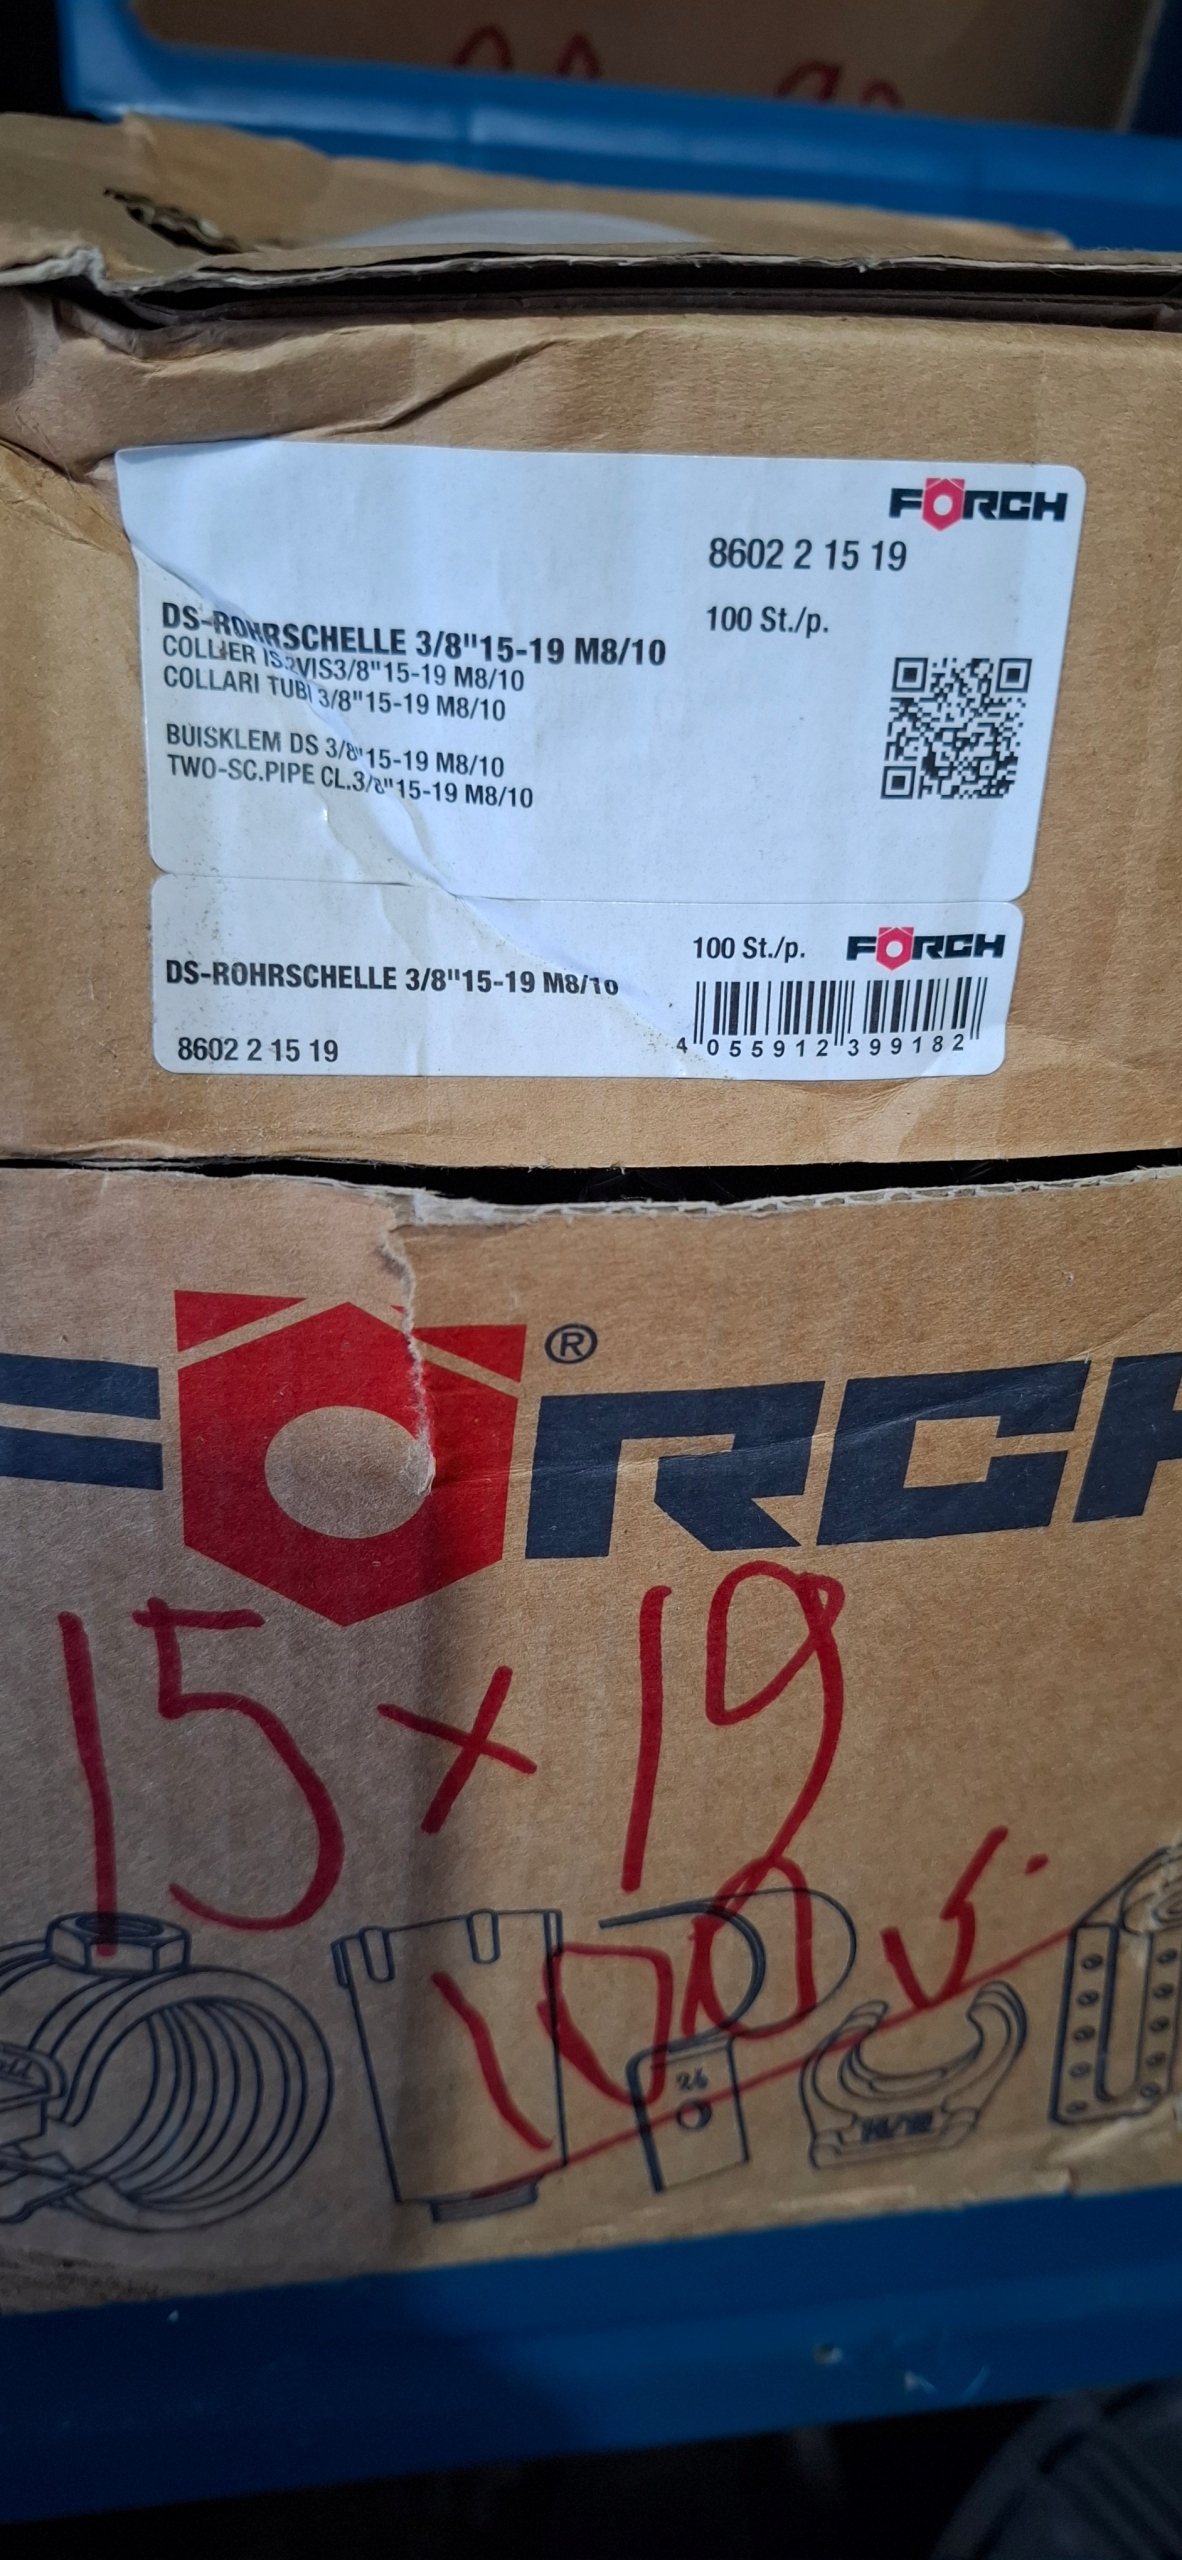 FÖRCH
8602 2 15 19
100 St./p.
DS-ROHRSCHELLE 3/8"15-19 M8/10
COLLIER IS2VIS3/8"15-19 M8/10
COLLARI TUBI 3/8"15-19 M8/10
BUISKLEM DS 3/8"15-19 M8/10
TWO-SC.PIPE CL.3/8"15-19 M8/10
100 St./p. FÖRCH
DS-ROHRSCHELLE 3/8"15-19 M8/10
8602 2 15 19
4 055912 399182
FÖRCH®
15 x 19
100
26